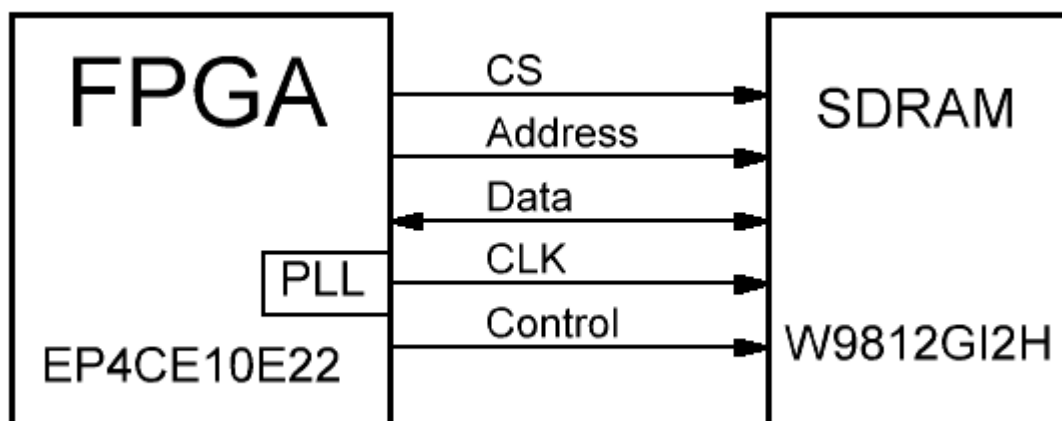 FPGA
CS
SDRAM
Address
Data
CLK
PLL
Control
EP4CE10E22
W9812GI2H